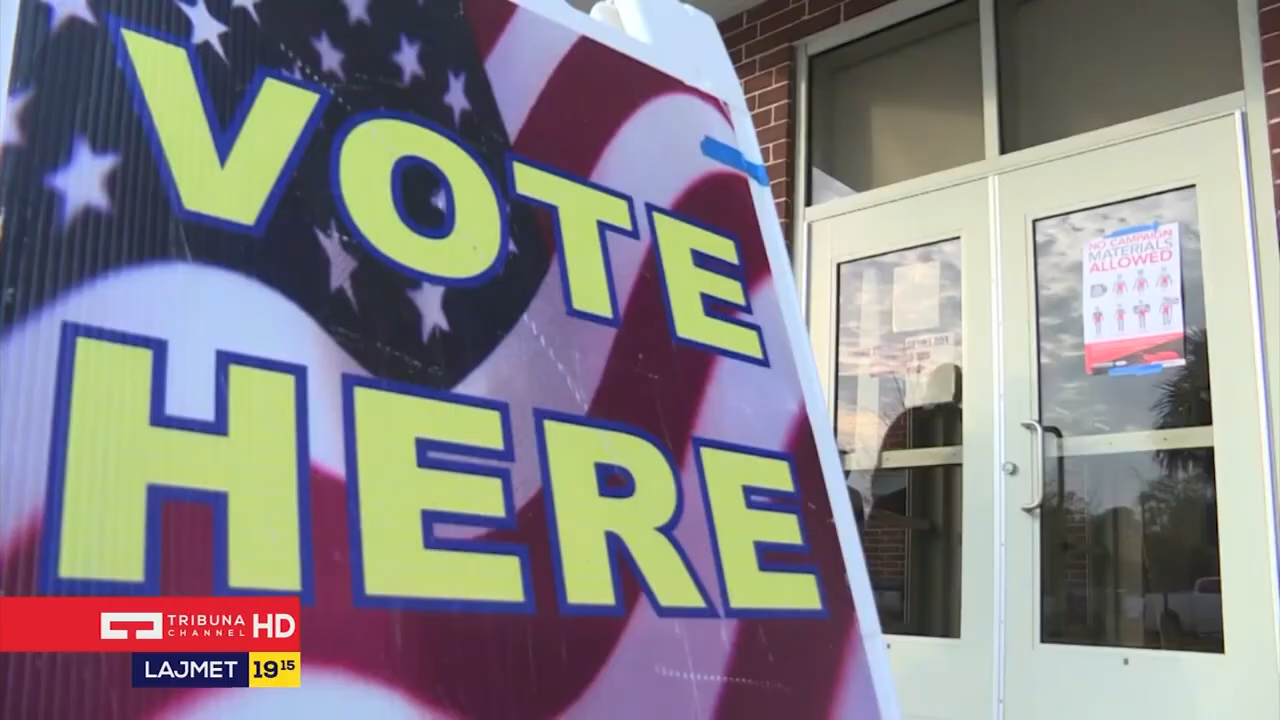 VOTE
HERE
NO CAMPAIGN
MATERIALS
ALLOWED
TRIBUNA
CHANNEL
HD
LAJMET 19 15